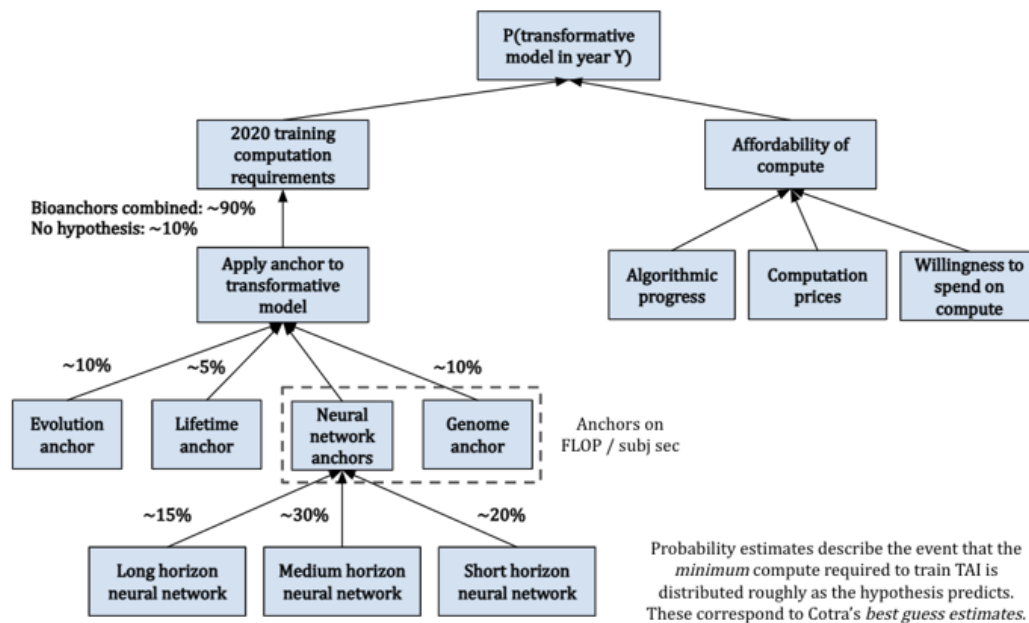 P(transformative
model in year Y)
2020 training
computation
requirements
Affordability of
compute
Bioanchors combined: ~90%
No hypothesis: ~10%
Apply anchor to
transformative
model
Algorithmic
progress
Computation
prices
Willingness to
spend on
compute
~10%
~5%
~10%
Evolution
anchor
Lifetime
anchor
Neural
network
anchors
Genome
anchor
Anchors on
FLOP / subj sec
~15%
~30%
~20%
Long horizon
neural network
Medium horizon
neural network
Short horizon
neural network
Probability estimates describe the event that the
minimum compute required to train TAI is
distributed roughly as the hypothesis predicts.
These correspond to Cotra's best guess estimates.